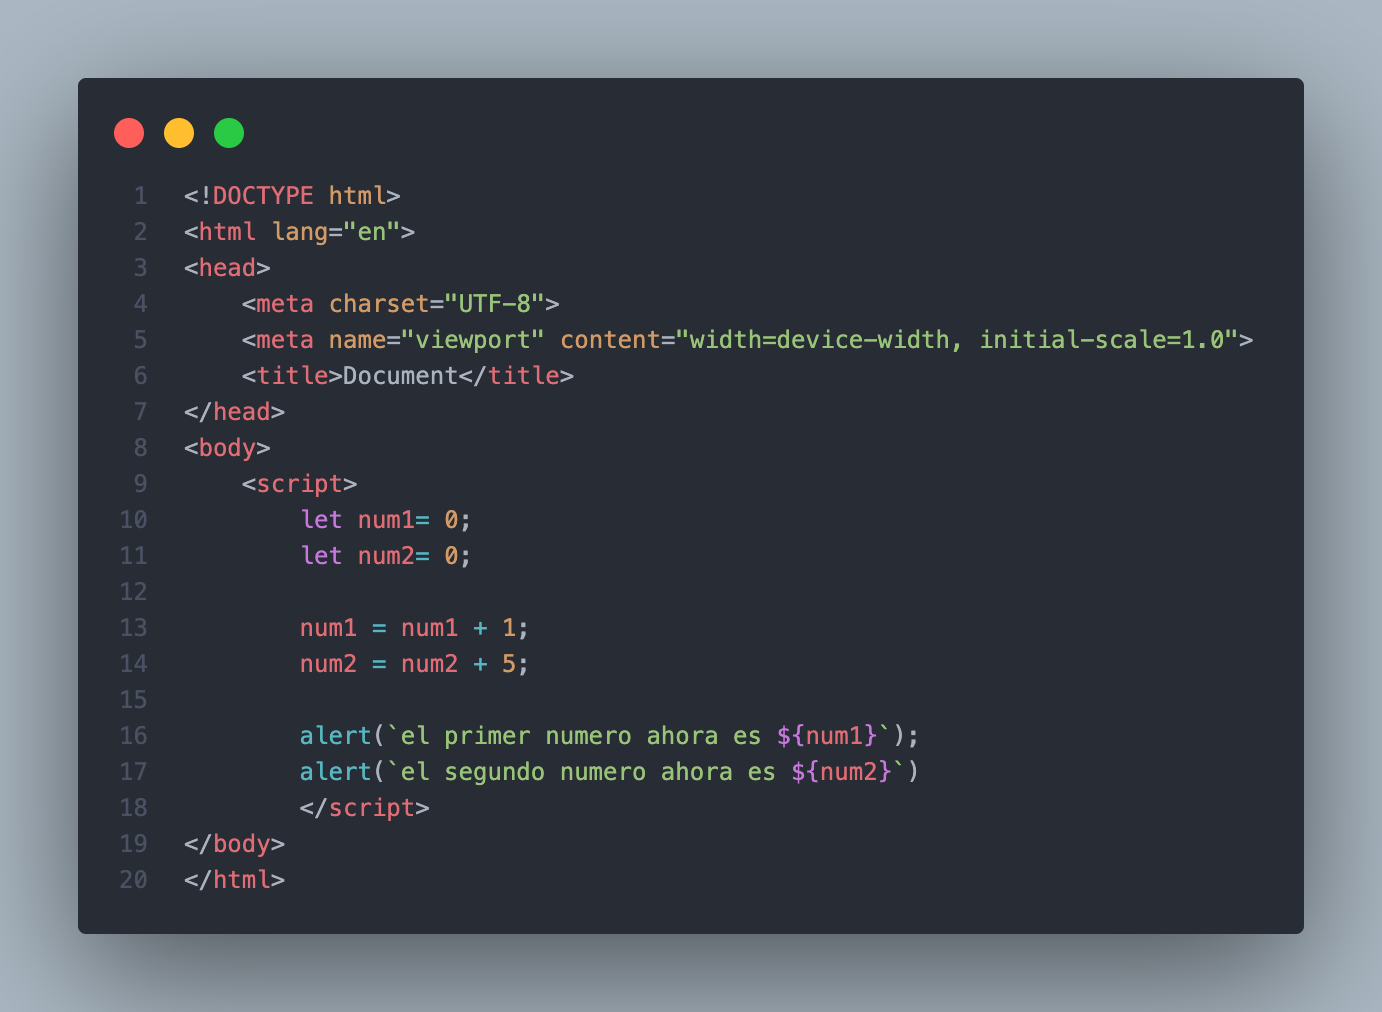 1 <!DOCTYPE html>
2 <html lang="en">
3 <head>
4     <meta charset="UTF-8">
5     <meta name="viewport" content="width=device-width, initial-scale=1.0">
6     <title>Document</title>
7 </head>
8 <body>
9     <script>
10         let num1= 0;
11         let num2= 0;
12
13         num1 = num1 + 1;
14         num2 = num2 + 5;
15
16         alert(`el primer numero ahora es ${num1}`);
17         alert(`el segundo numero ahora es ${num2}`)
18         </script>
19 </body>
20 </html>